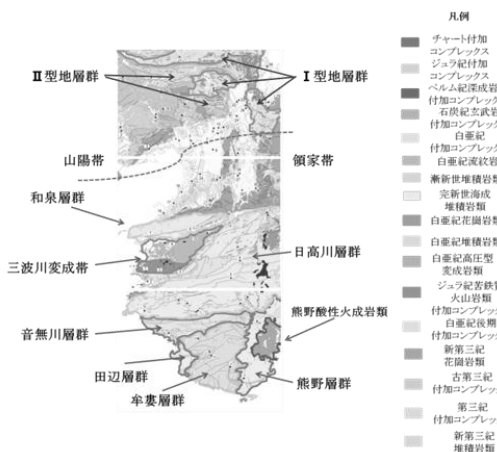 凡例
チャート付加
コンプレックス
ジュラ紀付加
コンプレックス
ペルム紀深成岩
付加コンプレック
石炭紀玄武岩
付加コンプレック
白亜紀
付加コンプレック
白亜紀流紋岩
漸新世堆積岩類
完新世海成
堆積岩類
白亜紀花崗岩類
白亜紀堆積岩類
白亜紀高圧型
変成岩類
ジュラ紀苦鉄質
火山岩類
付加コンプレック
白亜紀後期
付加コンプレック
新第三紀
花崗岩類
古第三紀
付加コンプレック
第三紀
付加コンプレック
新第三紀
堆積岩類
II型地層群
I型地層群
山陽帯
領家帯
和泉層群
三波川変成帯
日高川層群
音無川層群
熊野酸性火成岩類
田辺層群
牟婁層群
熊野層群